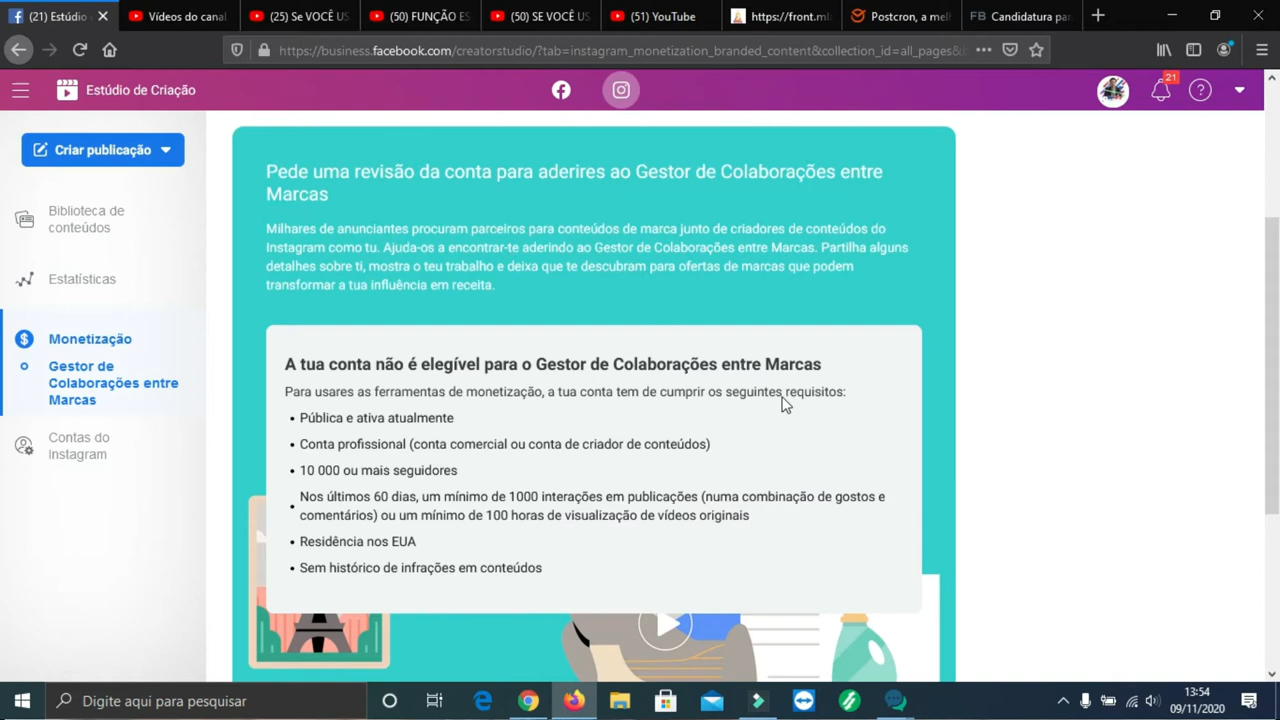 (21) Estúdio d
Vídeos do canal
(25) Se VOCÊ US
(50) FUNÇÃO ES
(50) SE VOCÊ US
(51) YouTube
https://front.ml
Postcron, a melh
FB Candidatura par
https://business.facebook.com/creatorstudio/?tab=instagram_monetization_branded_content&collection_id=all_pages&
Estúdio de Criação
21
Criar publicação
Biblioteca de
conteúdos
Estatísticas
Monetização
Gestor de
Colaborações entre
Marcas
Contas do
Instagram
Pede uma revisão da conta para aderires ao Gestor de Colaborações entre
Marcas
Milhares de anunciantes procuram parceiros para conteúdos de marca junto de criadores de conteúdos do
Instagram como tu. Ajuda-os a encontrar-te aderindo ao Gestor de Colaborações entre Marcas. Partilha alguns
detalhes sobre ti, mostra o teu trabalho e deixa que te descubram para ofertas de marcas que podem
transformar a tua influência em receita.
A tua conta não é elegível para o Gestor de Colaborações entre Marcas
Para usares as ferramentas de monetização, a tua conta tem de cumprir os seguintes requisitos:
• Pública e ativa atualmente
• Conta profissional (conta comercial ou conta de criador de conteúdos)
• 10 000 ou mais seguidores
• Nos últimos 60 dias, um mínimo de 1000 interações em publicações (numa combinação de gostos e
comentários) ou um mínimo de 100 horas de visualização de vídeos originais
• Residência nos EUA
• Sem histórico de infrações em conteúdos
Digite aqui para pesquisar
13:54
09/11/2020